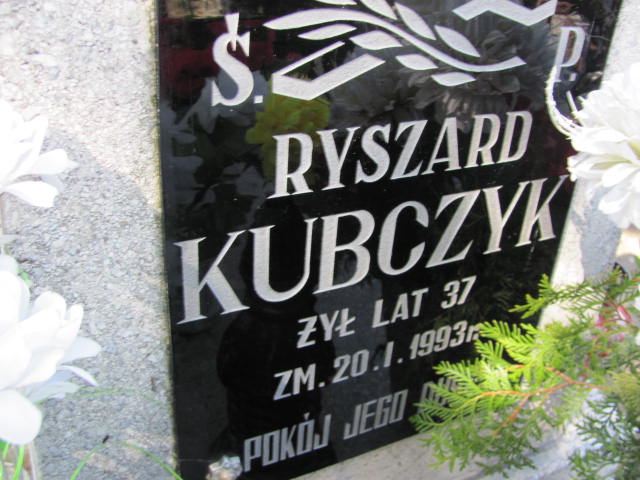 Ś. P.
RYSZARD
KUBCZYK
ŻYŁ LAT 37
ZM. 20. I. 1993r
POKÓJ JEGO